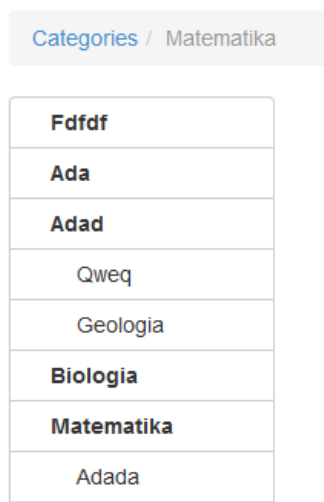 Categories / Matematika
Fdfdf
Ada
Adad
Qweq
Geologia
Biologia
Matematika
Adada